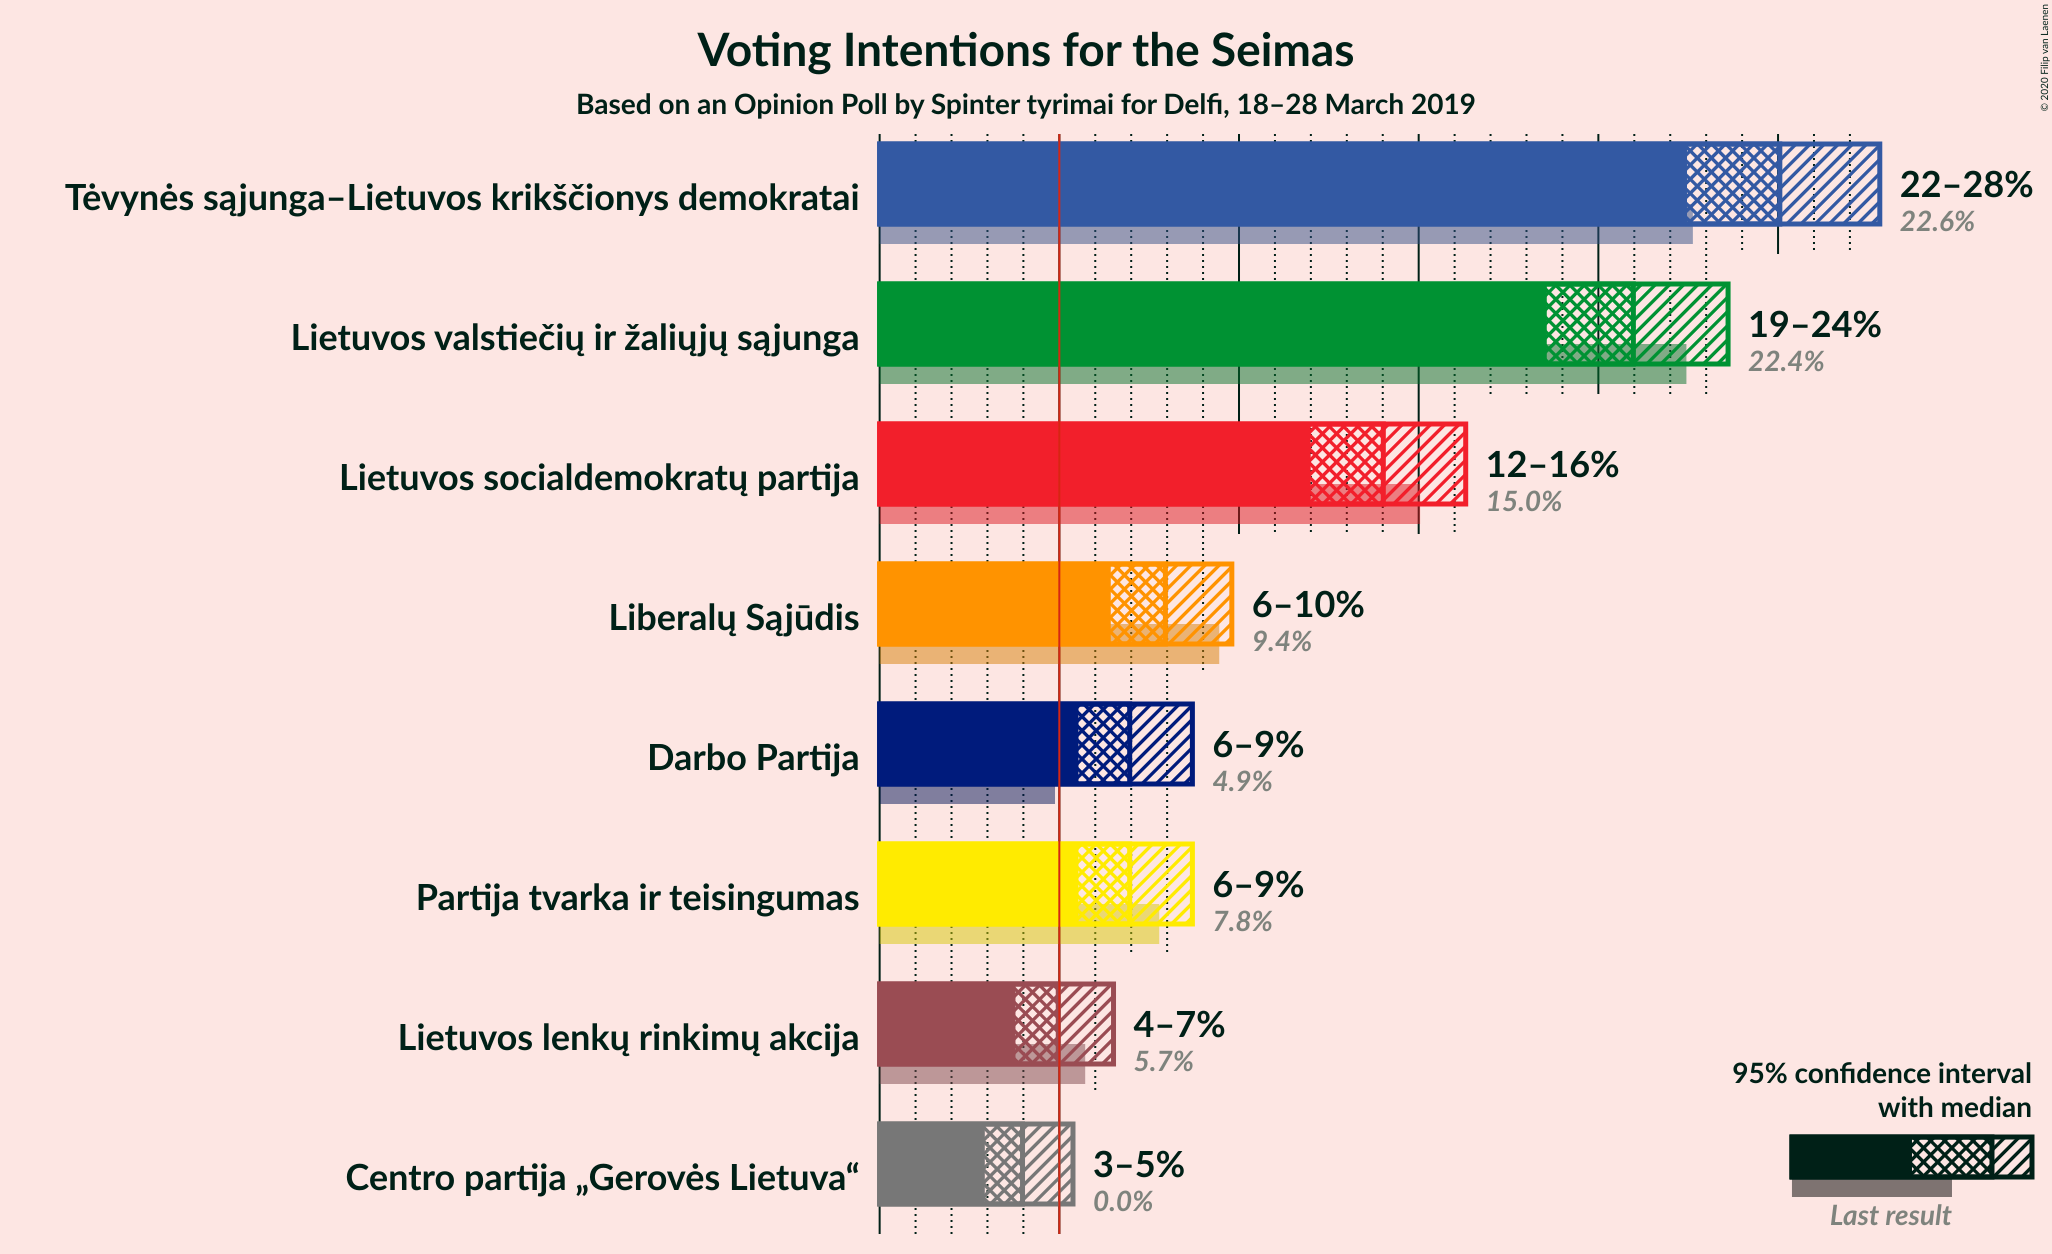 Voting Intentions for the Seimas
Based on an Opinion Poll by Spinter tyrimai for Delfi, 18–28 March 2019
© 2020 Filip van Laenen
Tėvynės sąjunga–Lietuvos krikščionys demokratai
22–28%
22.6%
Lietuvos valstiečių ir žaliųjų sąjunga
19–24%
22.4%
Lietuvos socialdemokratų partija
12–16%
15.0%
Liberalų Sąjūdis
6–10%
9.4%
Darbo Partija
6–9%
4.9%
Partija tvarka ir teisingumas
6–9%
7.8%
Lietuvos lenkų rinkimų akcija
4–7%
5.7%
Centro partija „Gerovės Lietuva“
3–5%
0.0%
95% confidence interval
with median
Last result